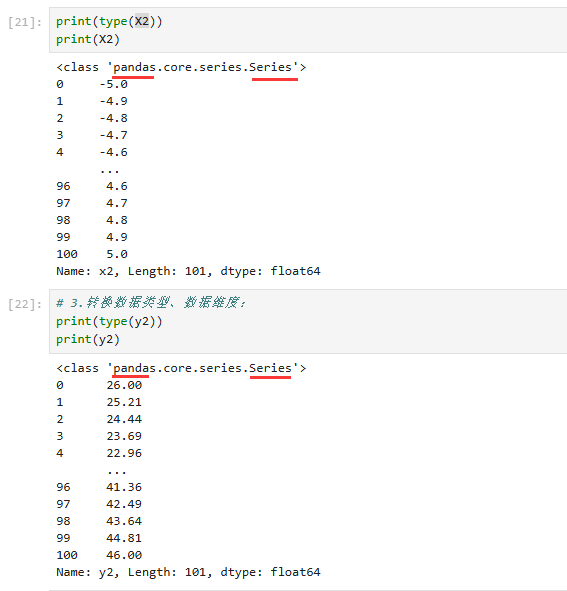 [21]: print(type(X2))
print(X2)
<class 'pandas.core.series.Series'>
0     -5.0
1     -4.9
2     -4.8
3     -4.7
4     -4.6
      ...
96     4.6
97     4.7
98     4.8
99     4.9
100    5.0
Name: x2, Length: 101, dtype: float64
[22]: # 3.转换数据类型、数据维度;
print(type(y2))
print(y2)
<class 'pandas.core.series.Series'>
0      26.00
1      25.21
2      24.44
3      23.69
4      22.96
       ...
96     41.36
97     42.49
98     43.64
99     44.81
100    46.00
Name: y2, Length: 101, dtype: float64